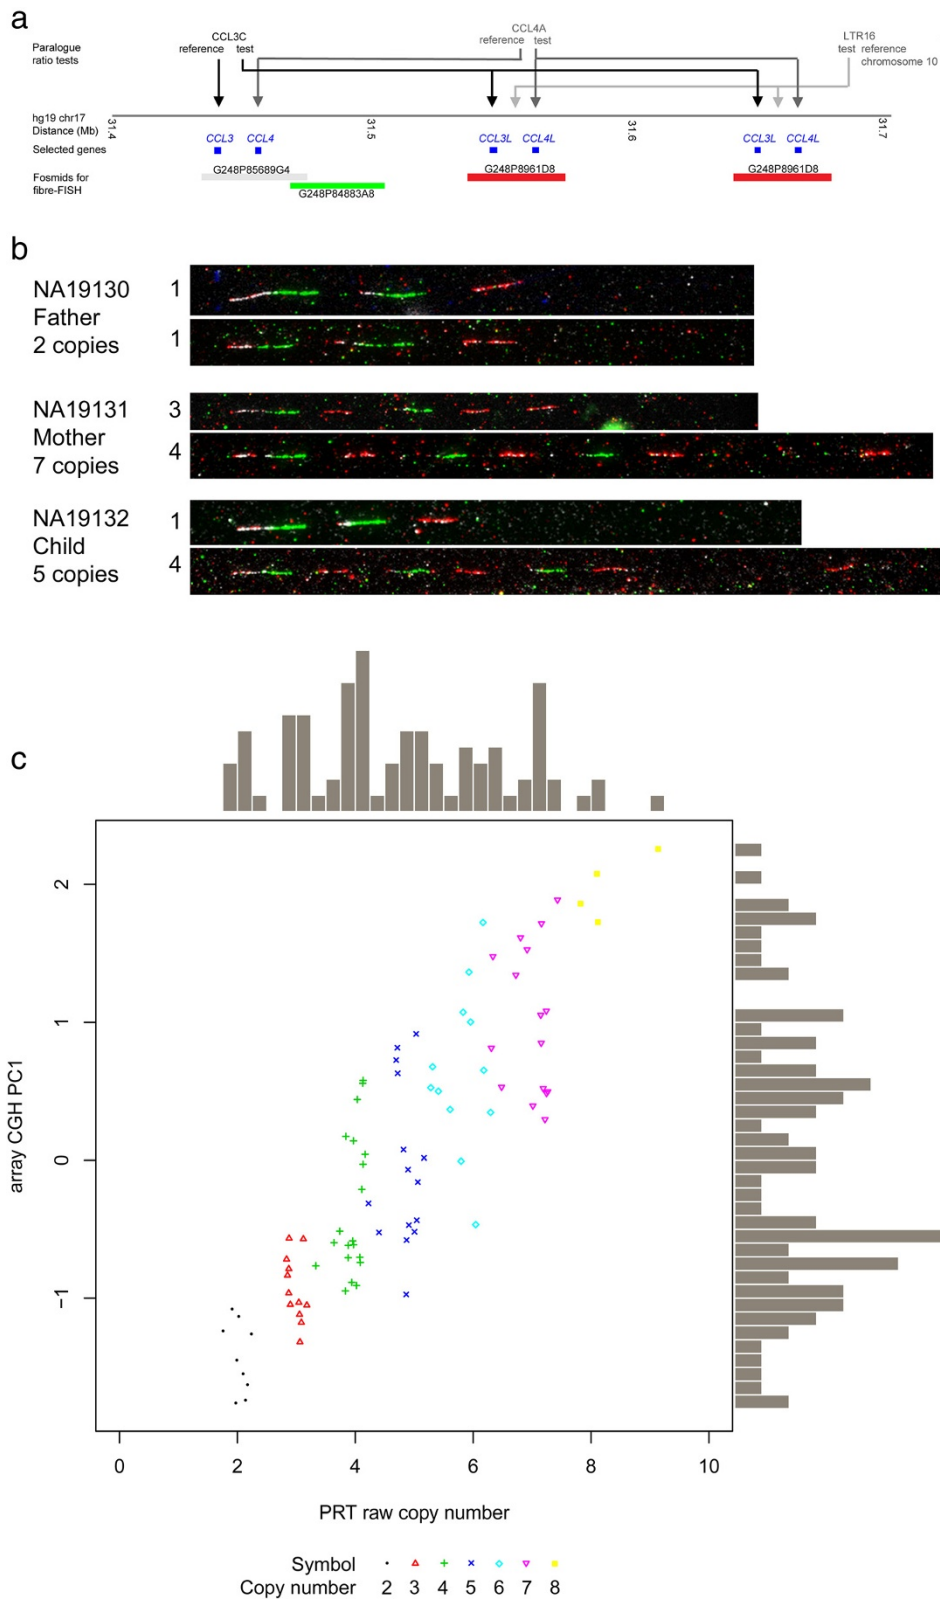 a
Paralogue
ratio tests
CCL3C
reference test
CCL4A
reference test
LTR16
test reference
chromosome 10
hg19 chr17
Distance (Mb)
31.4
31.5
31.6
31.7
Selected genes
CCL3 CCL4 CCL3L CCL4L CCL3L CCL4L
Fosmids for
fibre-FISH
G248P85689G4
G248P84883A8
G248P8961D8
G248P8961D8
b
NA19130
Father
2 copies
1
1
NA19131
Mother
7 copies
3
4
NA19132
Child
5 copies
1
4
c
array CGH PC1
2
1
0
−1
0 2 4 6 8 10
PRT raw copy number
Symbol
Copy number 2 3 4 5 6 7 8